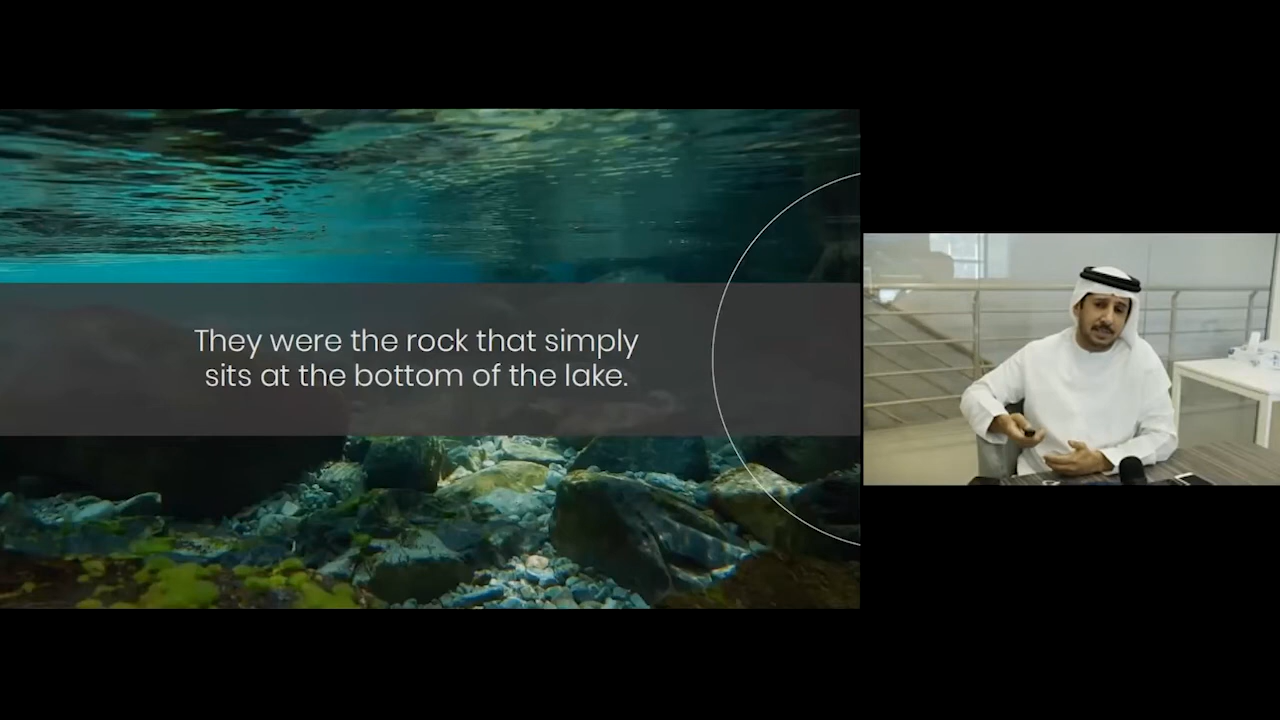 They were the rock that simply
sits at the bottom of the lake.